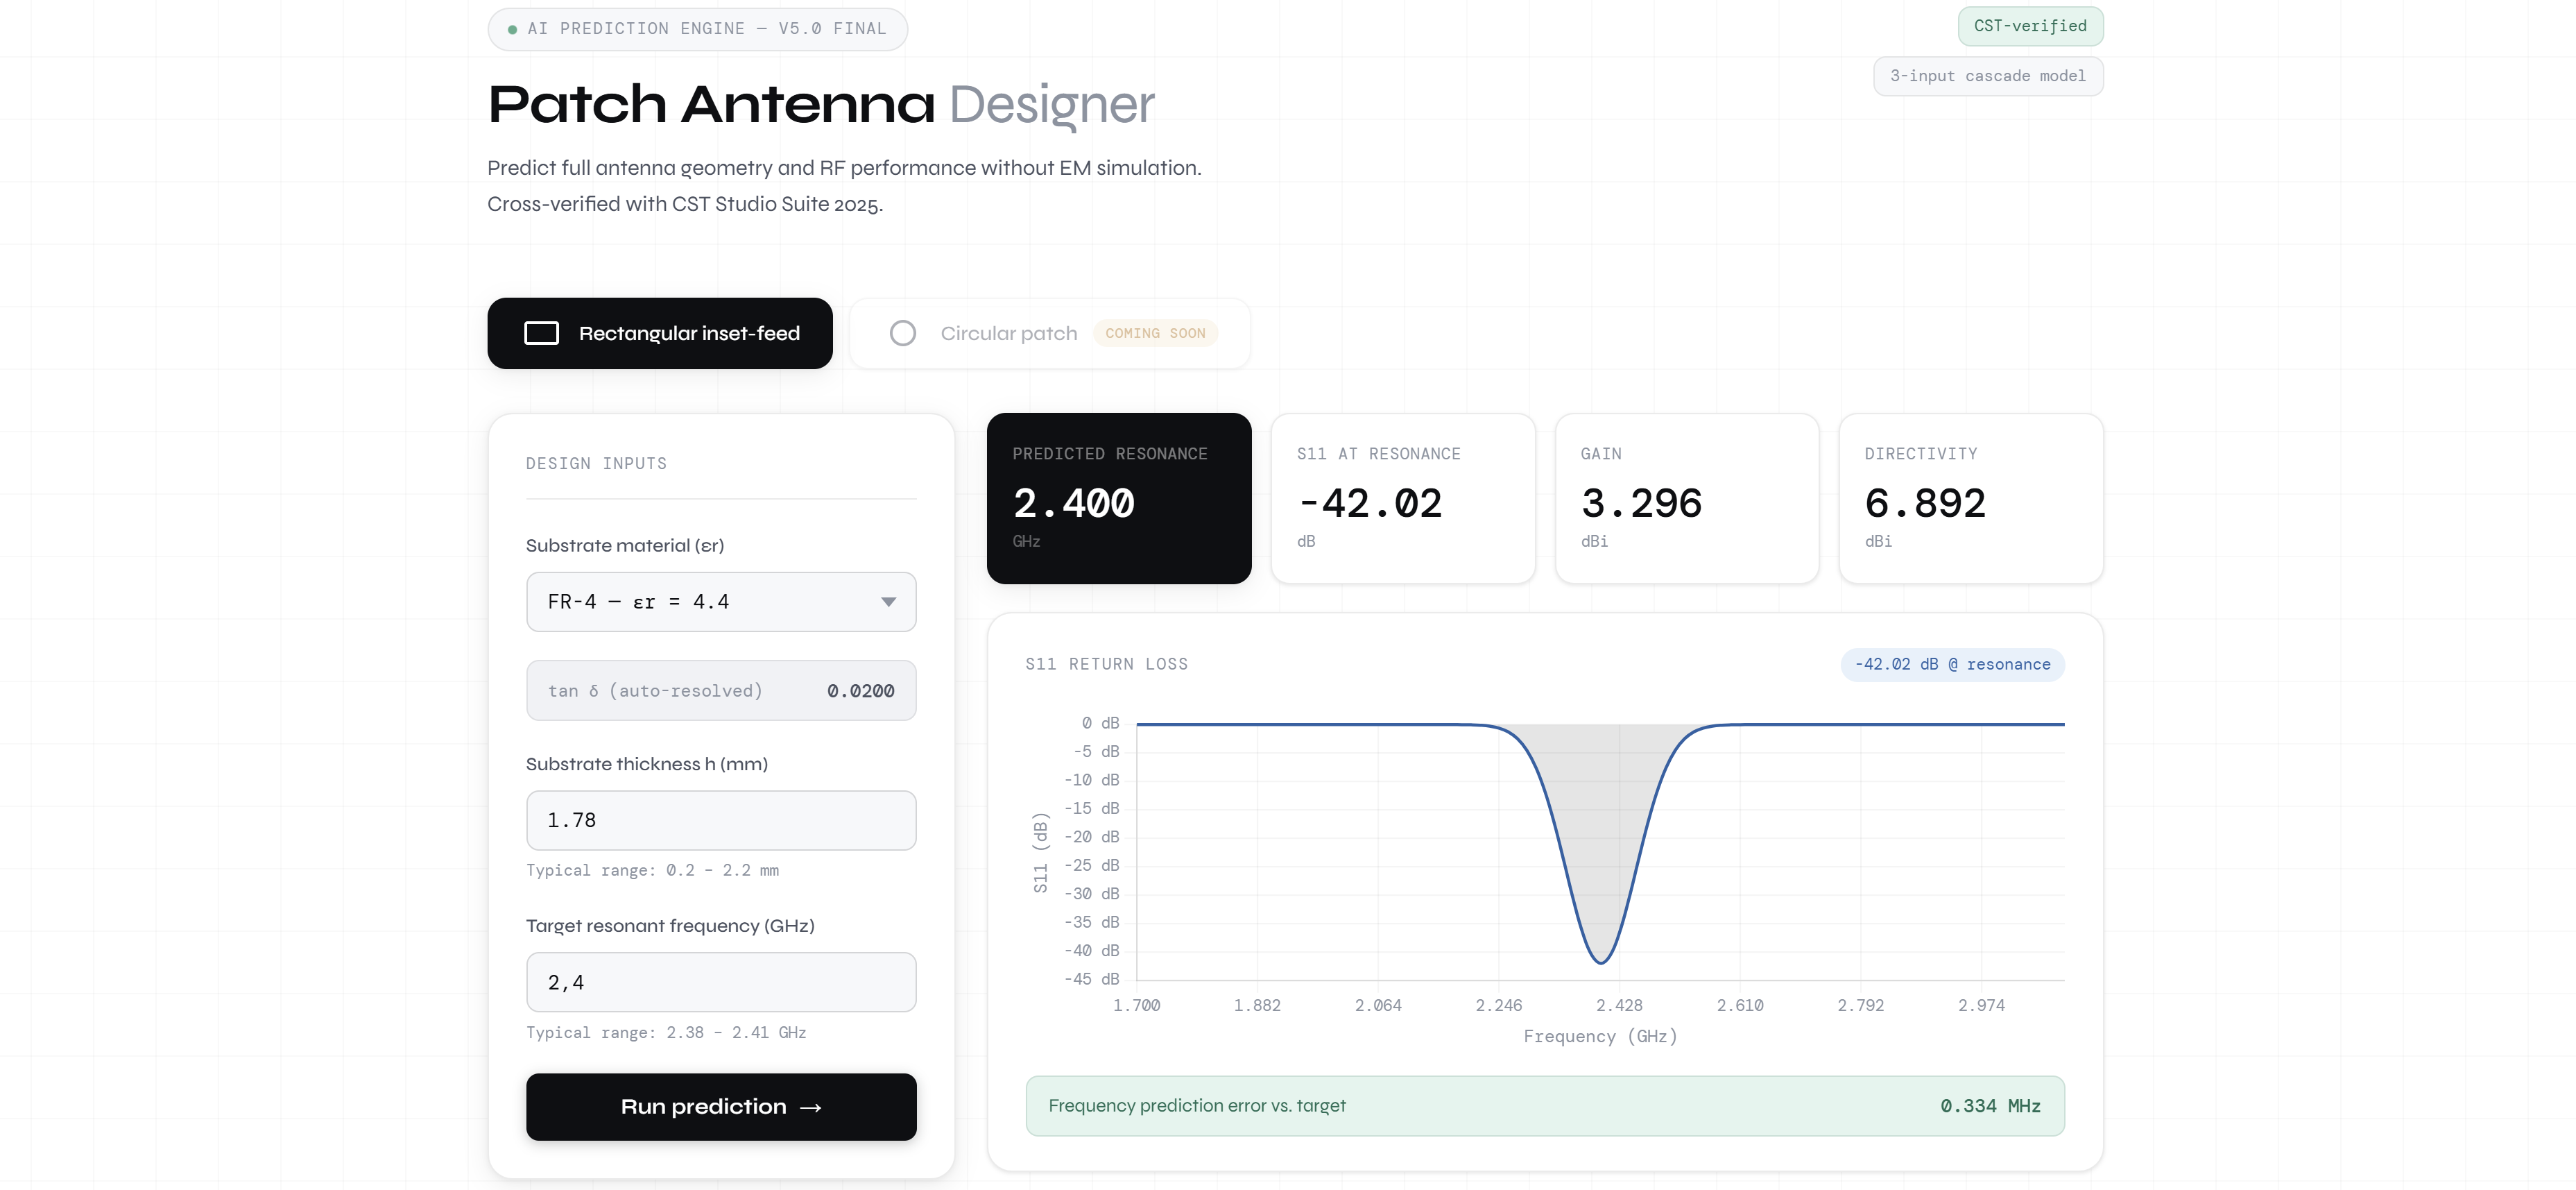 AI PREDICTION ENGINE — V5.0 FINAL
CST-verified
3-input cascade model
Patch Antenna Designer
Predict full antenna geometry and RF performance without EM simulation.
Cross-verified with CST Studio Suite 2025.
Rectangular inset-feed
Circular patch COMING SOON
DESIGN INPUTS
Substrate material (εr)
FR-4 — εr = 4.4
tan δ (auto-resolved) 0.0200
Substrate thickness h (mm)
1.78
Typical range: 0.2 – 2.2 mm
Target resonant frequency (GHz)
2,4
Typical range: 2.38 – 2.41 GHz
Run prediction →
PREDICTED RESONANCE
2.400
GHz
S11 AT RESONANCE
-42.02
dB
GAIN
3.296
dBi
DIRECTIVITY
6.892
dBi
S11 RETURN LOSS
-42.02 dB @ resonance
S11 (dB)
0 dB
-5 dB
-10 dB
-15 dB
-20 dB
-25 dB
-30 dB
-35 dB
-40 dB
-45 dB
1.700 1.882 2.064 2.246 2.428 2.610 2.792 2.974
Frequency (GHz)
Frequency prediction error vs. target 0.334 MHz